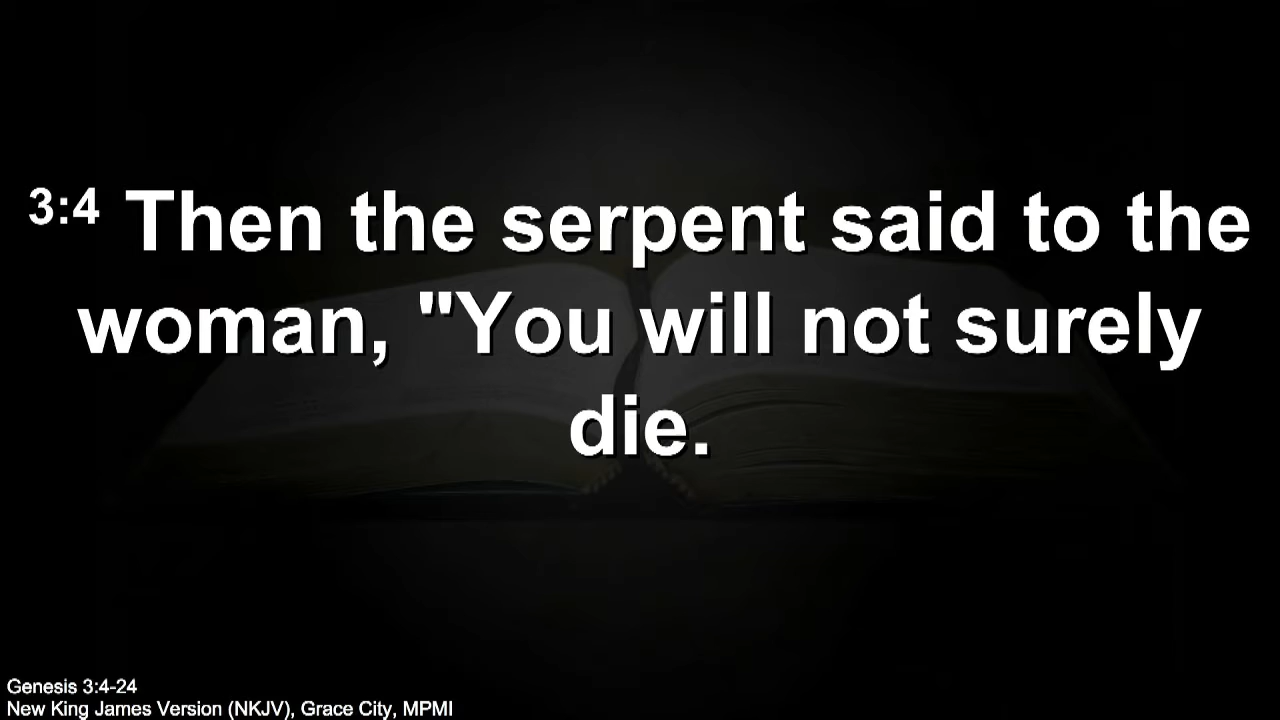 3:4 Then the serpent said to the
woman, "You will not surely
die.
Genesis 3:4-24
New King James Version (NKJV), Grace City, MPMI